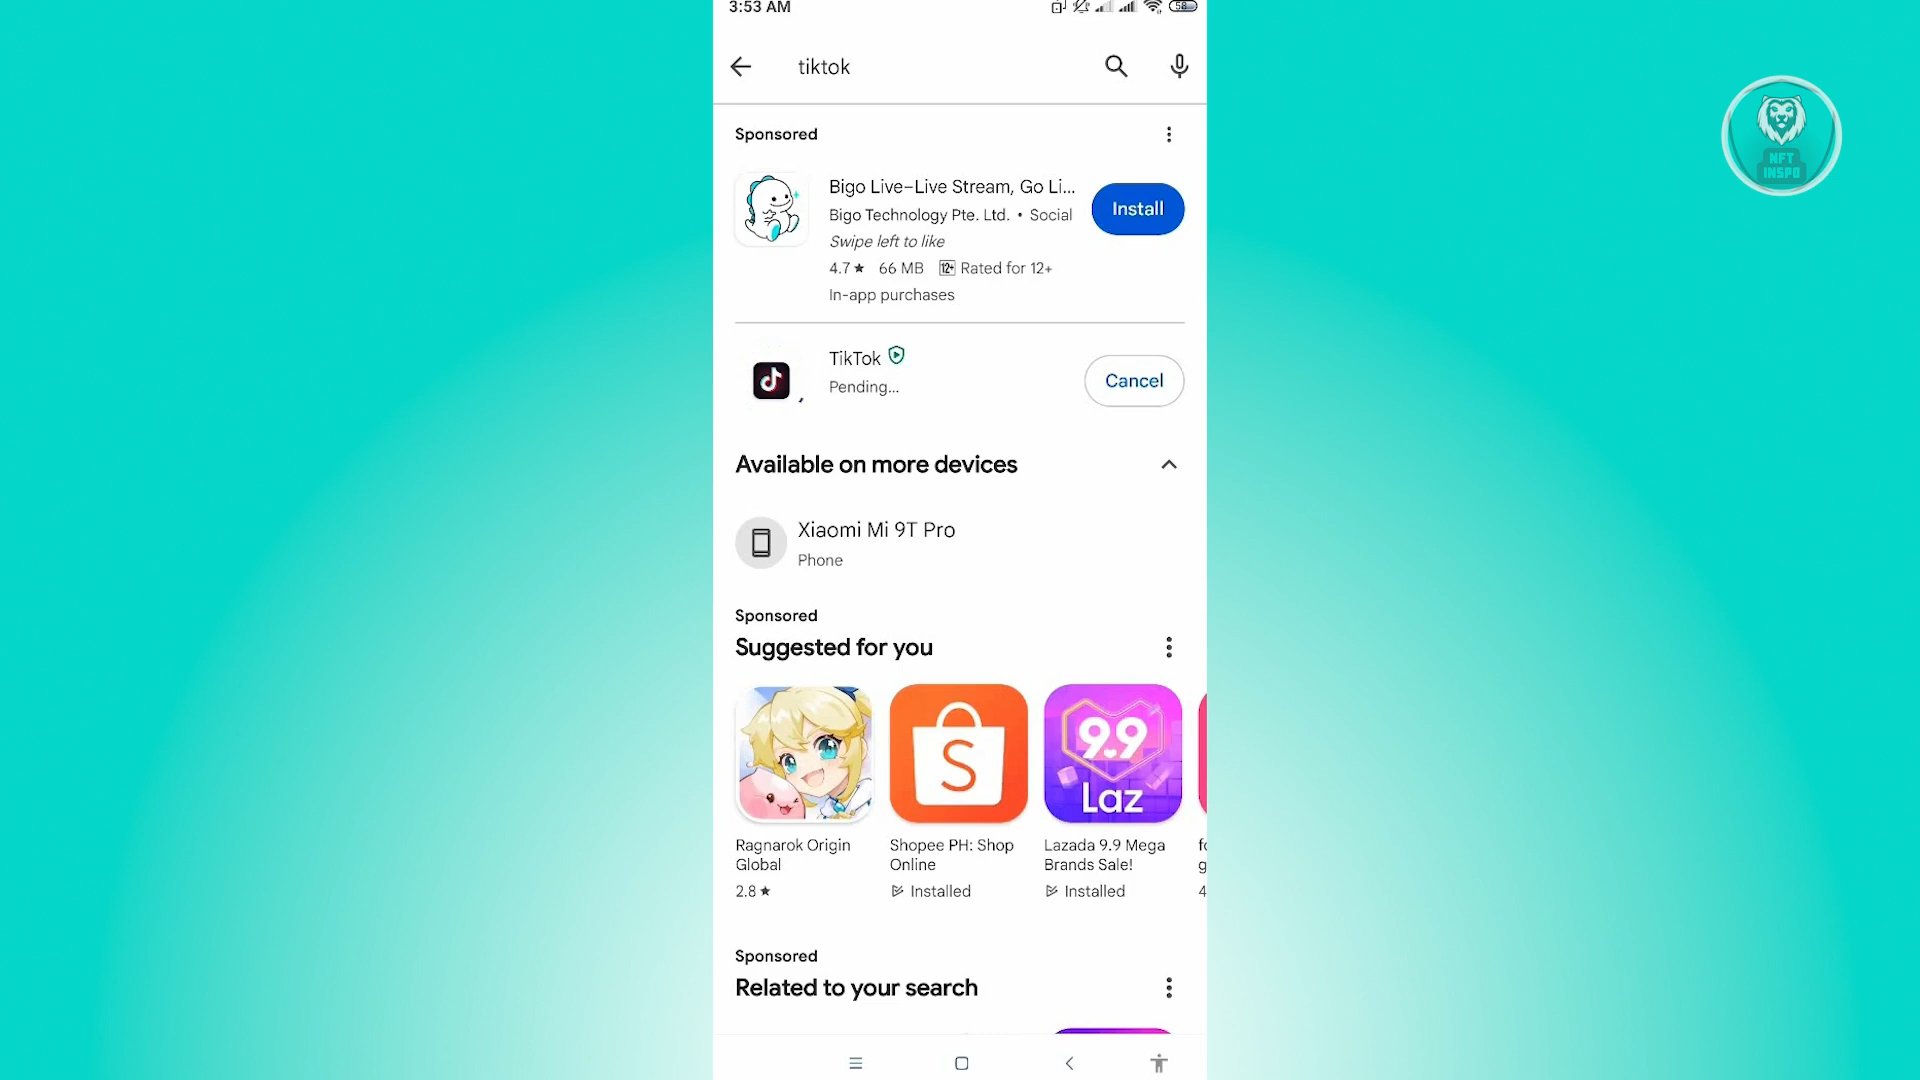 3:53 AM
58
tiktok
Sponsored
Bigo Live–Live Stream, Go Li...
Bigo Technology Pte. Ltd. • Social
Swipe left to like
4.7★ 66 MB 12+ Rated for 12+
In-app purchases
Install
TikTok
Pending...
Cancel
Available on more devices
Xiaomi Mi 9T Pro
Phone
Sponsored
Suggested for you
9.9
Laz
S
Ragnarok Origin
Global
2.8★
Shopee PH: Shop
Online
Installed
Lazada 9.9 Mega
Brands Sale!
Installed
Sponsored
Related to your search
NFT
INSPO